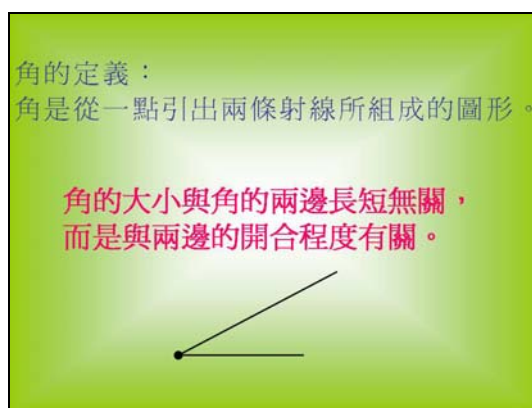 角的定義：
角是從一點引出兩條射線所組成的圖形。
角的大小與角的兩邊長短無關，
而是與兩邊的開合程度有關。